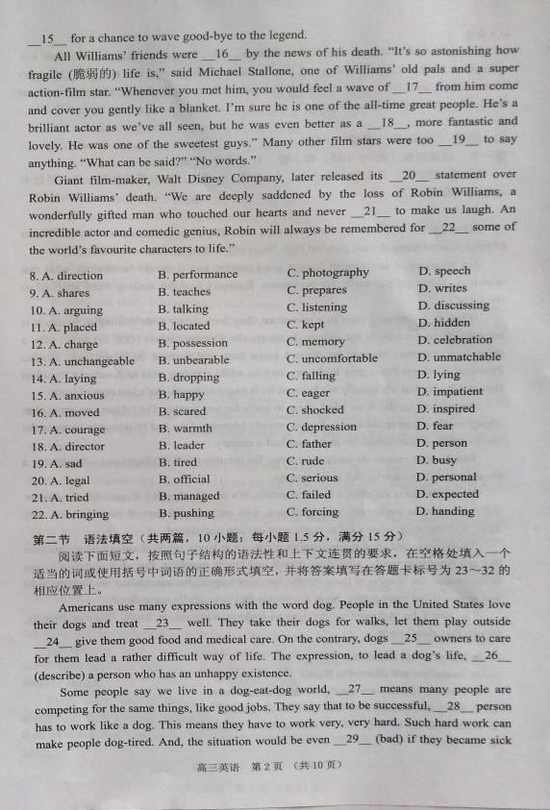 __15__ for a chance to wave good-bye to the legend.
All Williams' friends were __16__ by the news of his death. "It's so astonishing how
fragile (脆弱的) life is," said Michael Stallone, one of Williams' old pals and a super
action-film star. "Whenever you met him, you would feel a wave of __17__ from him come
and cover you gently like a blanket. I'm sure he is one of the all-time great people. He's a
brilliant actor as we've all seen, but he was even better as a __18__, more fantastic and
lovely. He was one of the sweetest guys." Many other film stars were too __19__ to say
anything. "What can be said?" "No words."
Giant film-maker, Walt Disney Company, later released its __20__ statement over
Robin Williams' death. "We are deeply saddened by the loss of Robin Williams, a
wonderfully gifted man who touched our hearts and never __21__ to make us laugh. An
incredible actor and comedic genius, Robin will always be remembered for __22__ some of
the world's favourite characters to life."
8. A. direction B. performance C. photography D. speech
9. A. shares B. teaches C. prepares D. writes
10. A. arguing B. talking C. listening D. discussing
11. A. placed B. located C. kept D. hidden
12. A. charge B. possession C. memory D. celebration
13. A. unchangeable B. unbearable C. uncomfortable D. unmatchable
14. A. laying B. dropping C. falling D. lying
15. A. anxious B. happy C. eager D. impatient
16. A. moved B. scared C. shocked D. inspired
17. A. courage B. warmth C. depression D. fear
18. A. director B. leader C. father D. person
19. A. sad B. tired C. rude D. busy
20. A. legal B. official C. serious D. personal
21. A. tried B. managed C. failed D. expected
22. A. bringing B. pushing C. forcing D. handing
第二节 语法填空（共两篇，10 小题；每小题 1.5 分，满分 15 分）
阅读下面短文，按照句子结构的语法性和上下文连贯的要求，在空格处填入一个
适当的词或使用括号中词语的正确形式填空，并将答案填写在答题卡标号为 23～32 的
相应位置上。
Americans use many expressions with the word dog. People in the United States love
their dogs and treat __23__ well. They take their dogs for walks, let them play outside
__24__ give them good food and medical care. On the contrary, dogs __25__ owners to care
for them lead a rather difficult way of life. The expression, to lead a dog's life, __26__
(describe) a person who has an unhappy existence.
Some people say we live in a dog-eat-dog world, __27__ means many people are
competing for the same things, like good jobs. They say that to be successful, __28__ person
has to work like a dog. This means they have to work very, very hard. Such hard work can
make people dog-tired. And, the situation would be even __29__ (bad) if they became sick
高三英语 第 2 页 （共 10 页）